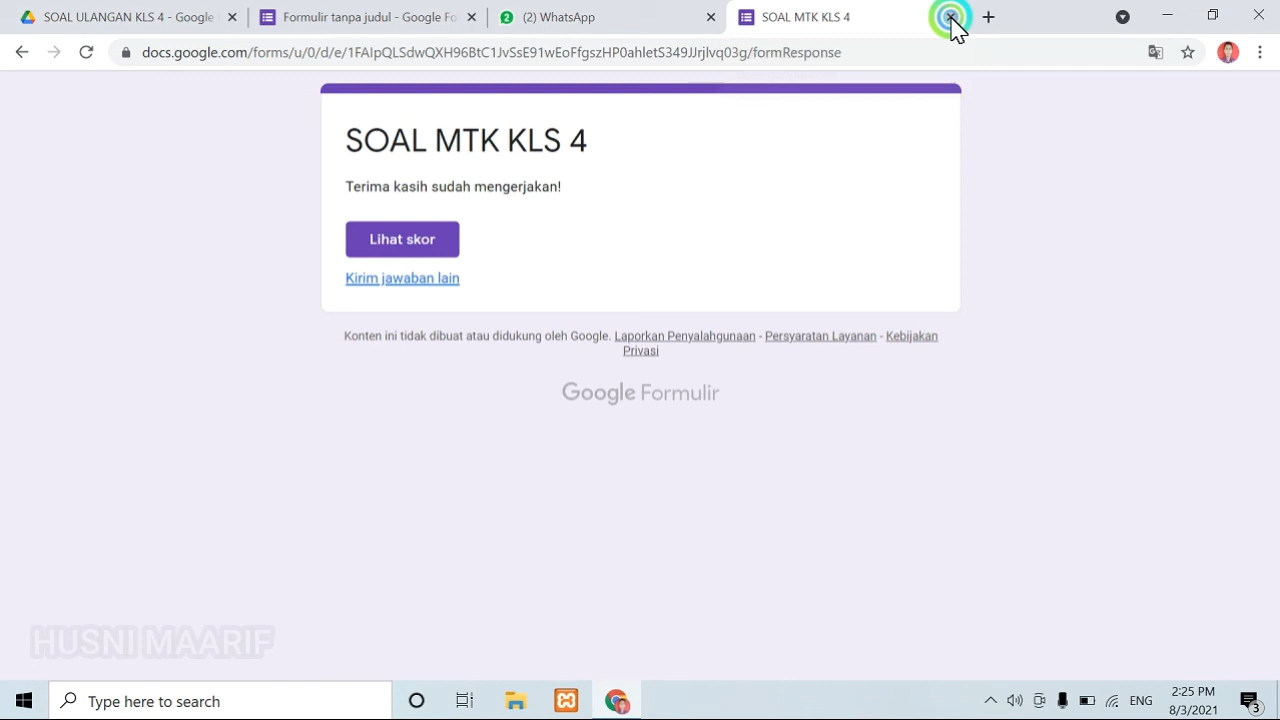 SOAL ULANGAN KLS 4 - Google
Formulir tanpa judul - Google Fo
(2) WhatsApp
SOAL MTK KLS 4
docs.google.com/forms/u/0/d/e/1FAIpQLSdwQXH96BtC1JvSsE91wEoFfgszHP0ahIetS349JJrjlvq03g/formResponse
SOAL MTK KLS 4
Terima kasih sudah mengerjakan!
Lihat skor
Kirim jawaban lain
Konten ini tidak dibuat atau didukung oleh Google. Laporkan Penyalahgunaan - Persyaratan Layanan - Kebijakan
Privasi
Google Formulir
HUSNI MAARIF
Type here to search
ENG
2:25 PM
8/3/2021
3